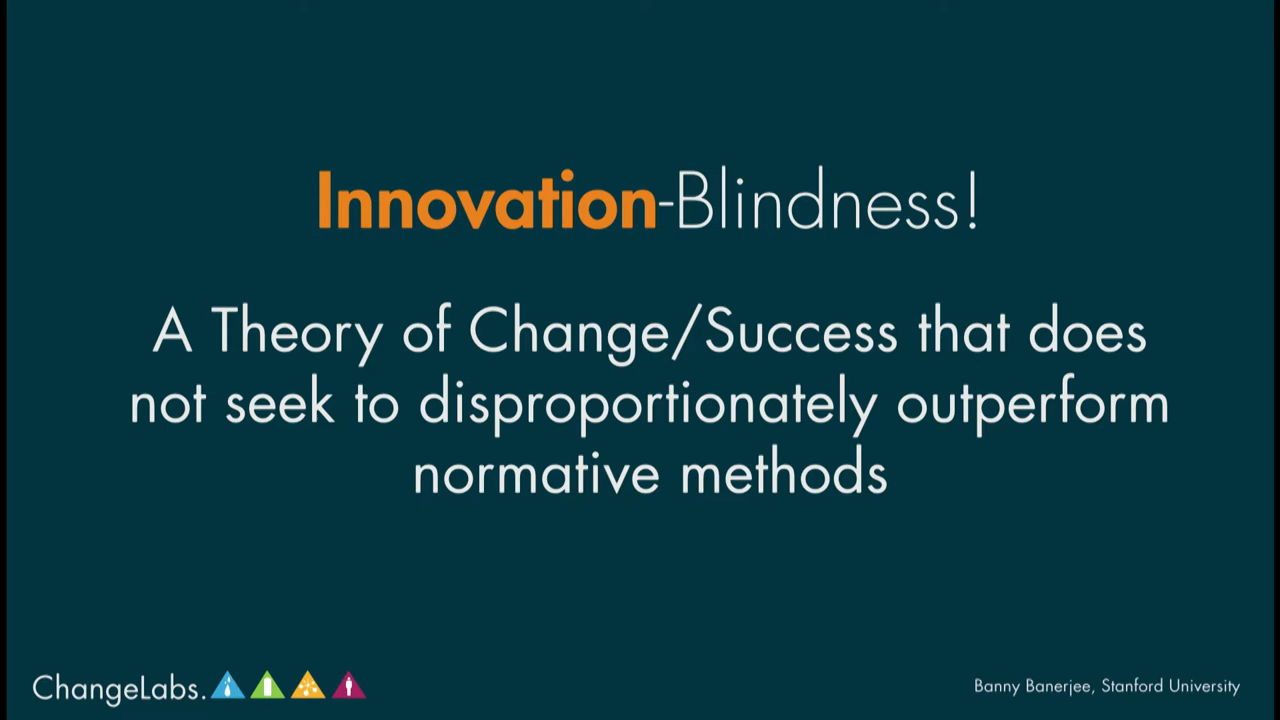 Innovation-Blindness!
A Theory of Change/Success that does
not seek to disproportionately outperform
normative methods
ChangeLabs.
Banny Banerjee, Stanford University